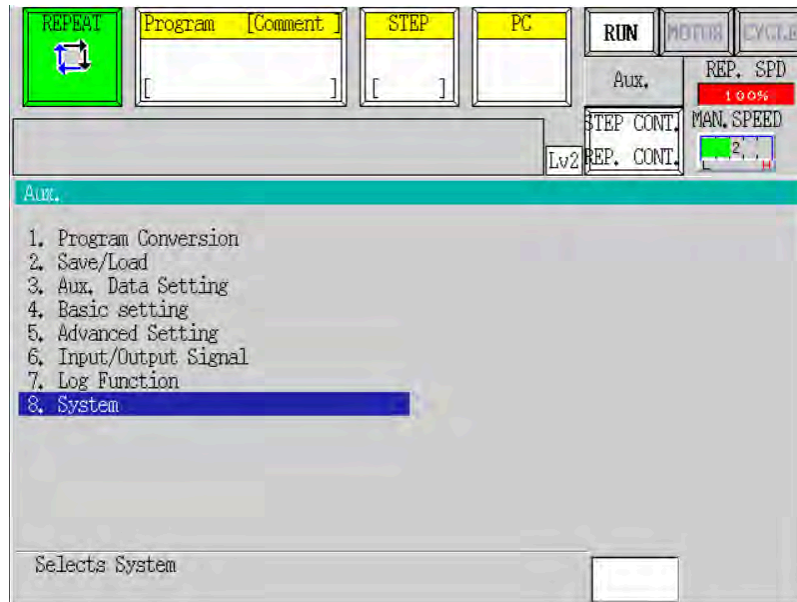 REPEAT
Program [Comment ]
[ ]
STEP
[ ]
PC
RUN
MOTOR
CYCLE
Aux.
REP. SPD
100%
STEP CONT.
REP. CONT.
MAN. SPEED
2
L H
Lv2
Aux.
1. Program Conversion
2. Save/Load
3. Aux. Data Setting
4. Basic setting
5. Advanced Setting
6. Input/Output Signal
7. Log Function
8. System
Selects System